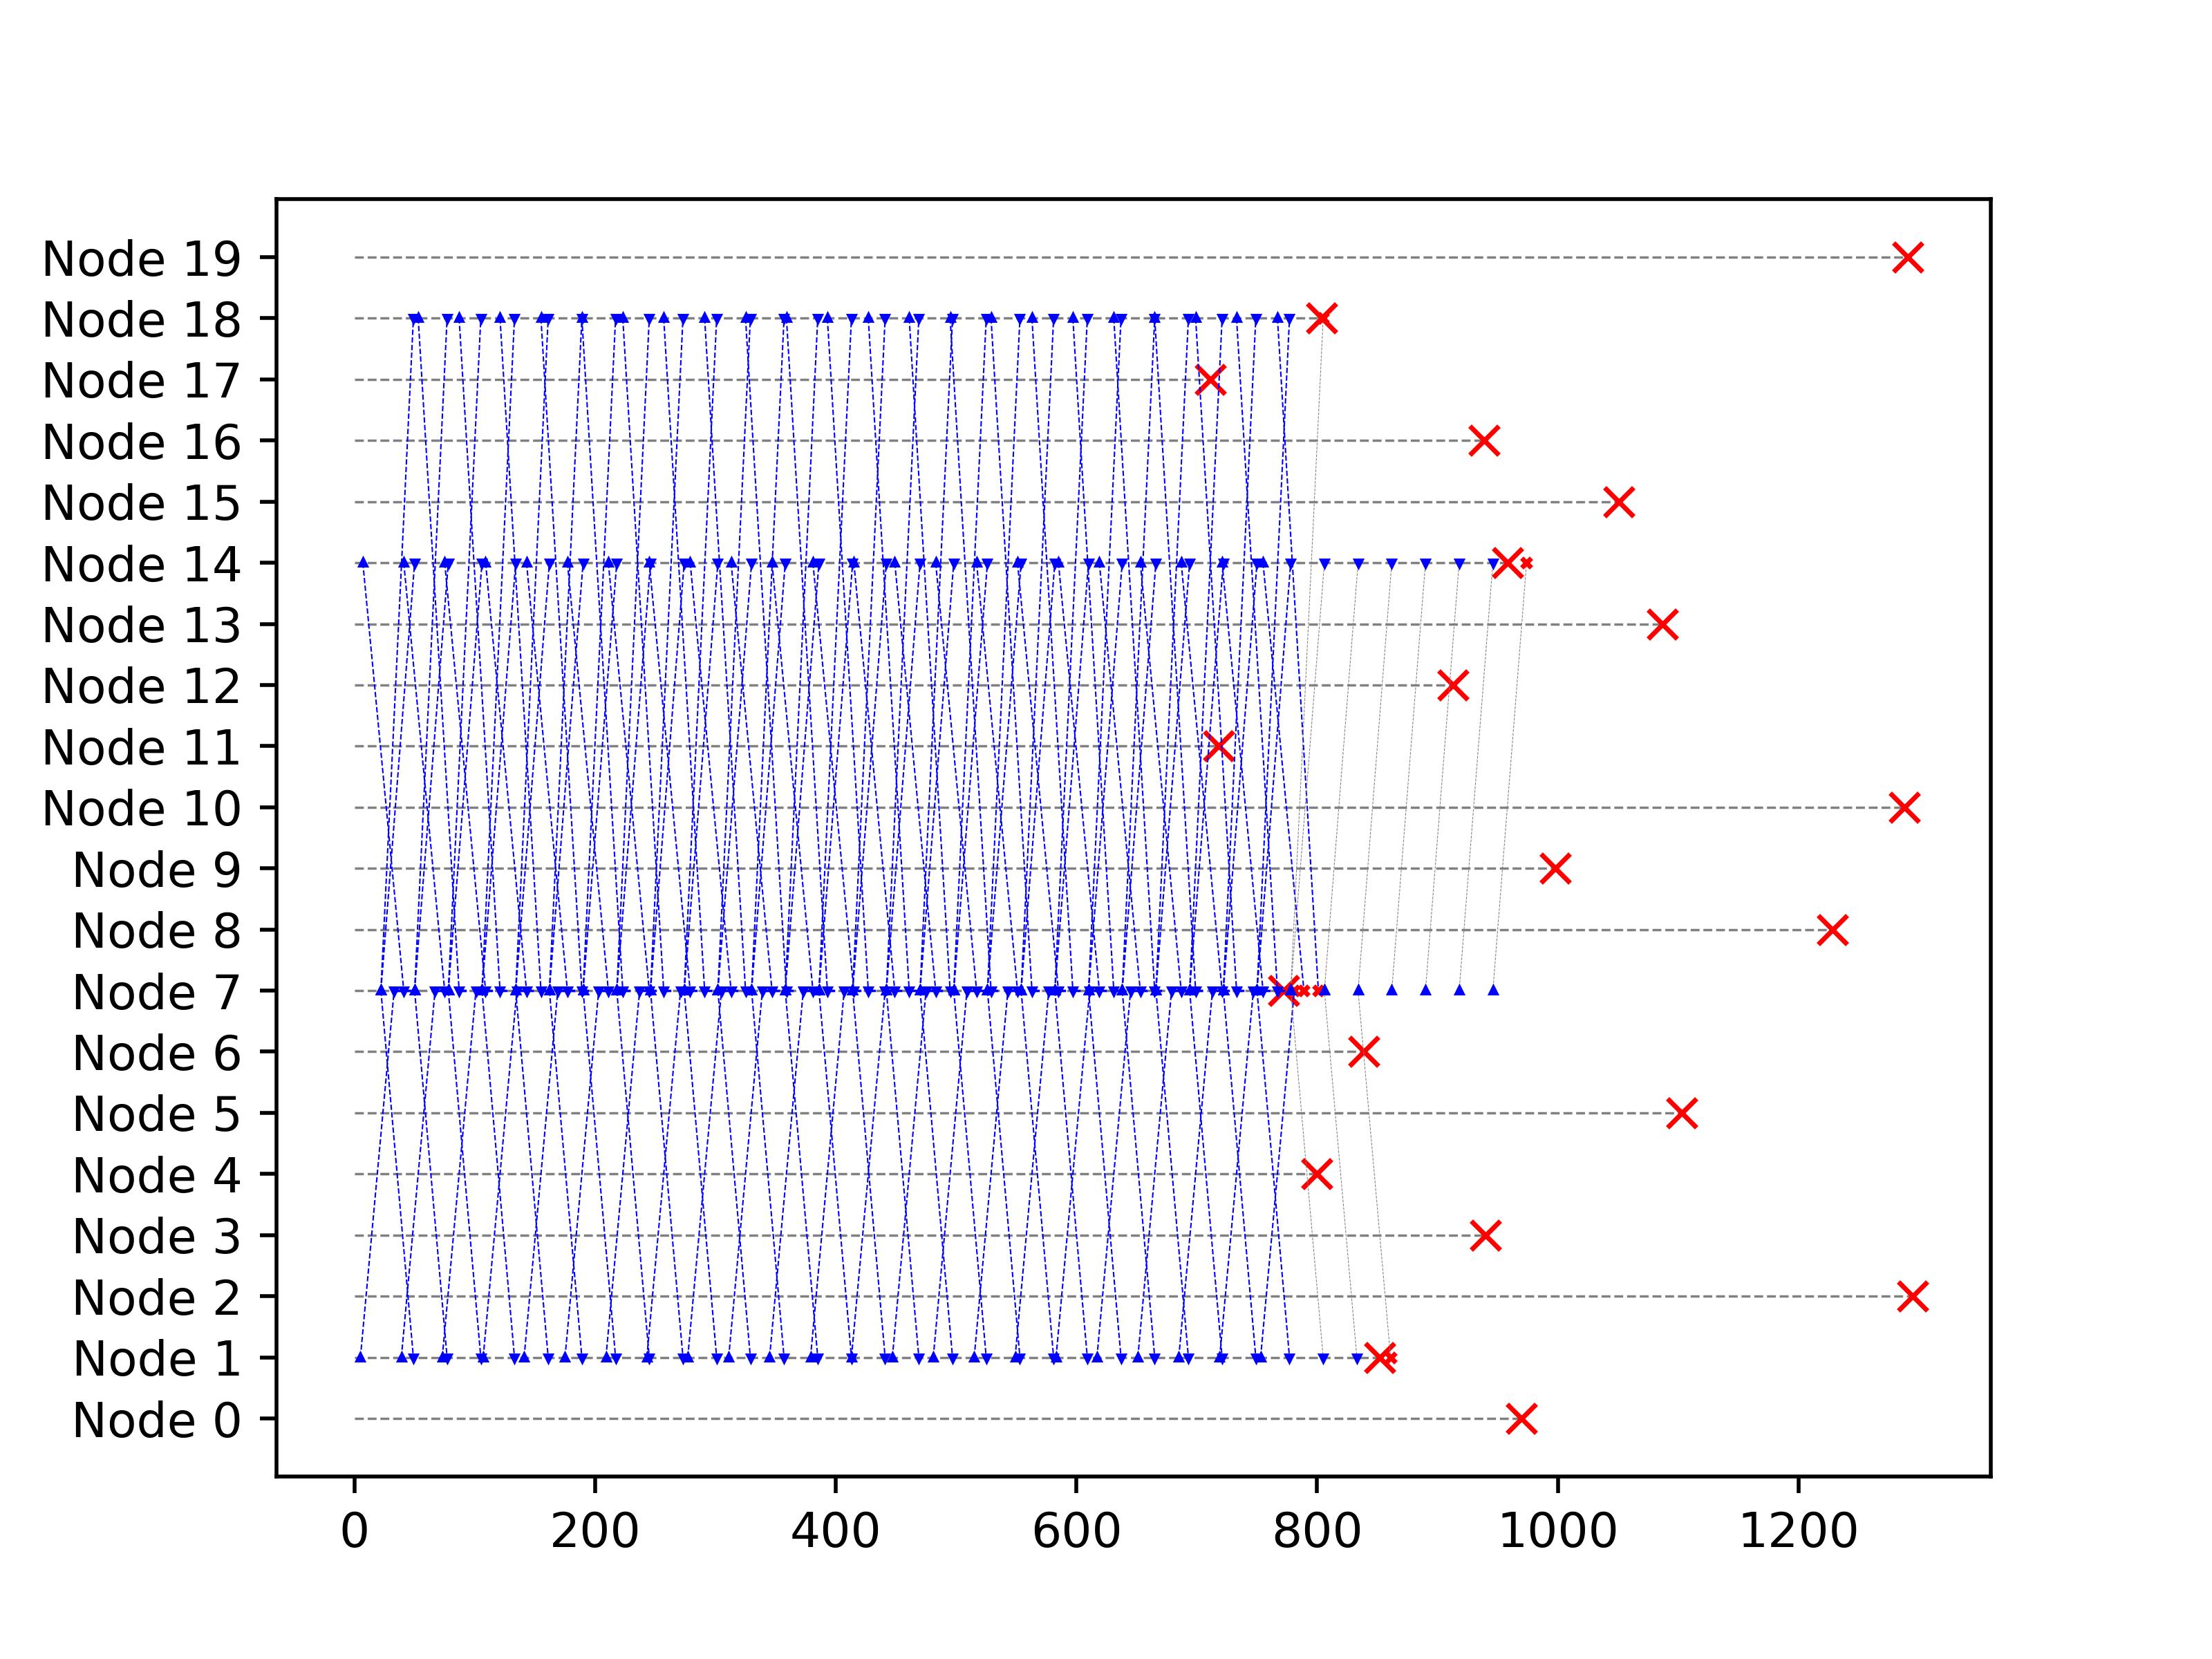 Node 19
Node 18
Node 17
Node 16
Node 15
Node 14
Node 13
Node 12
Node 11
Node 10
Node 9
Node 8
Node 7
Node 6
Node 5
Node 4
Node 3
Node 2
Node 1
Node 0
0 200 400 600 800 1000 1200